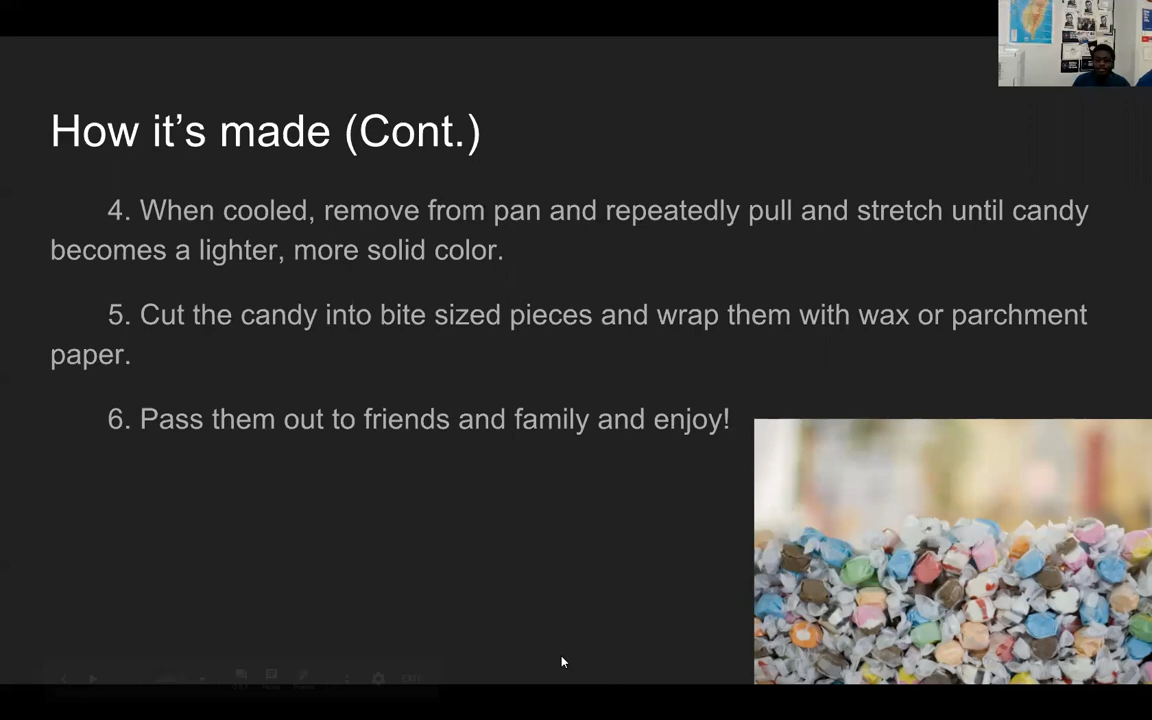 How it's made (Cont.)
4. When cooled, remove from pan and repeatedly pull and stretch until candy
becomes a lighter, more solid color.
5. Cut the candy into bite sized pieces and wrap them with wax or parchment
paper.
6. Pass them out to friends and family and enjoy!
EXIT